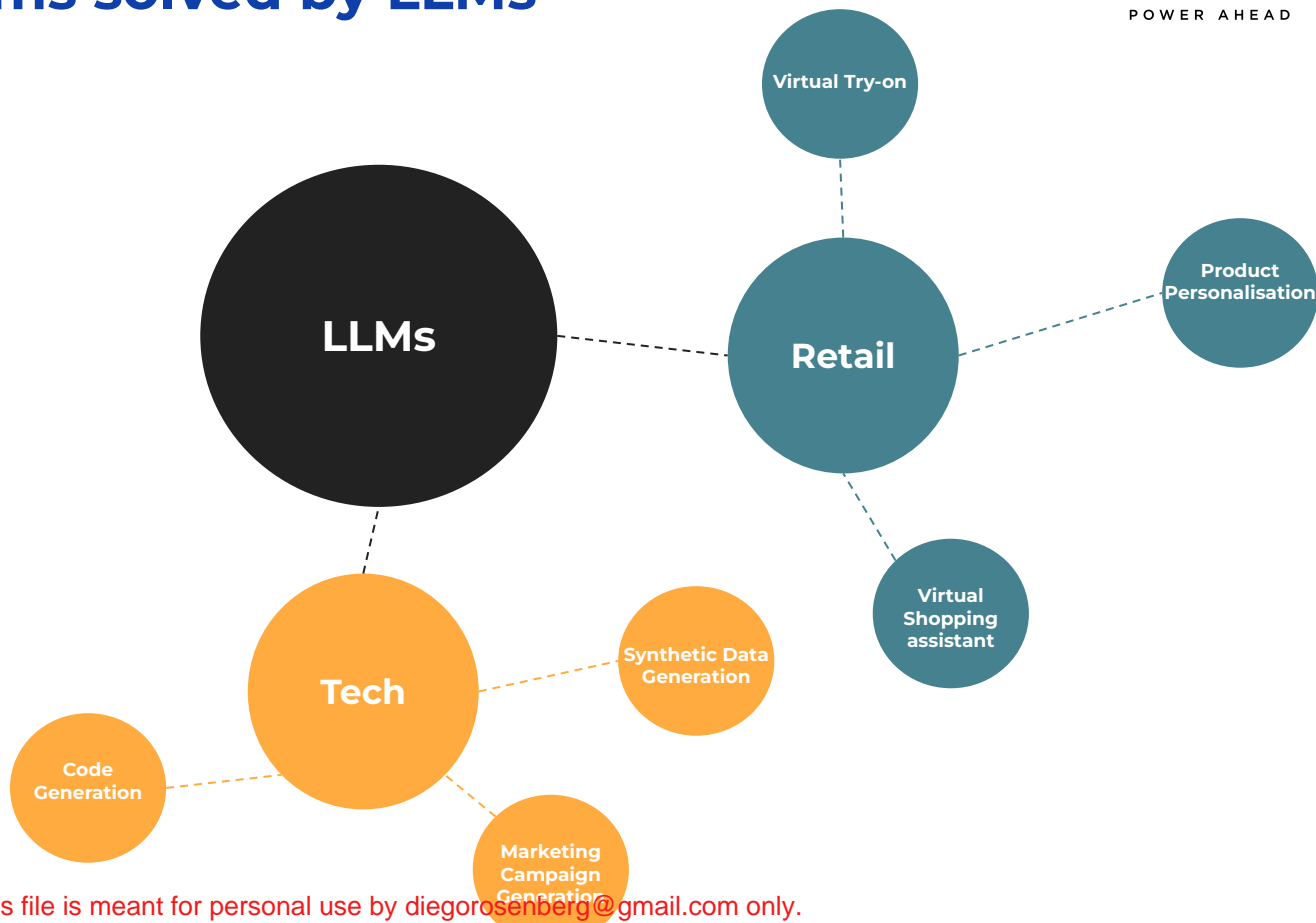 ms solved by LLMs
POWER AHEAD
Virtual Try-on
Product
Personalisation
LLMs
Retail
Virtual
Shopping
assistant
Synthetic Data
Generation
Tech
Code
Generation
Marketing
Campaign
Generation
s file is meant for personal use by diegorosenberg@gmail.com only.